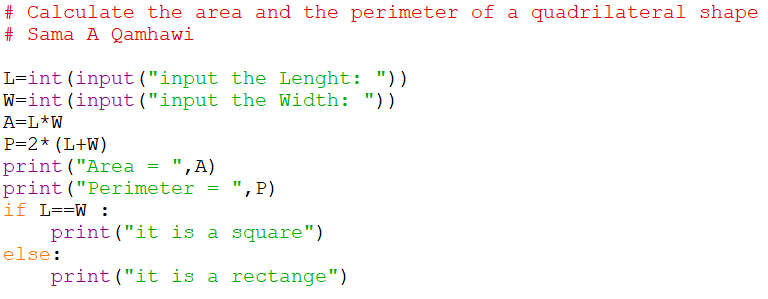 # Calculate the area and the perimeter of a quadrilateral shape
# Sama A Qamhawi

L=int(input("input the Lenght: "))
W=int(input("input the Width: "))
A=L*W
P=2*(L+W)
print("Area = ",A)
print("Perimeter = ",P)
if L==W :
    print("it is a square")
else:
    print("it is a rectange")